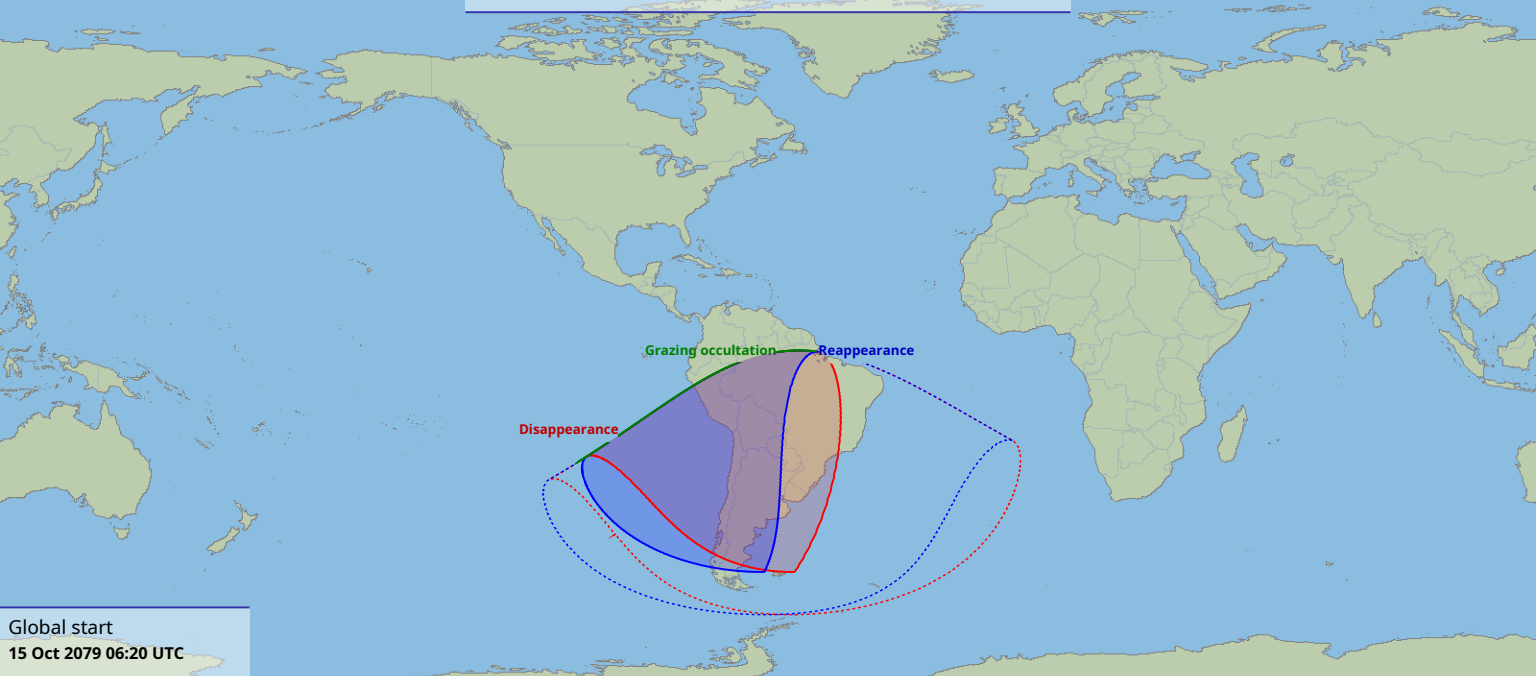 Grazing occultation
Reappearance
Disappearance
Global start
15 Oct 2079 06:20 UTC